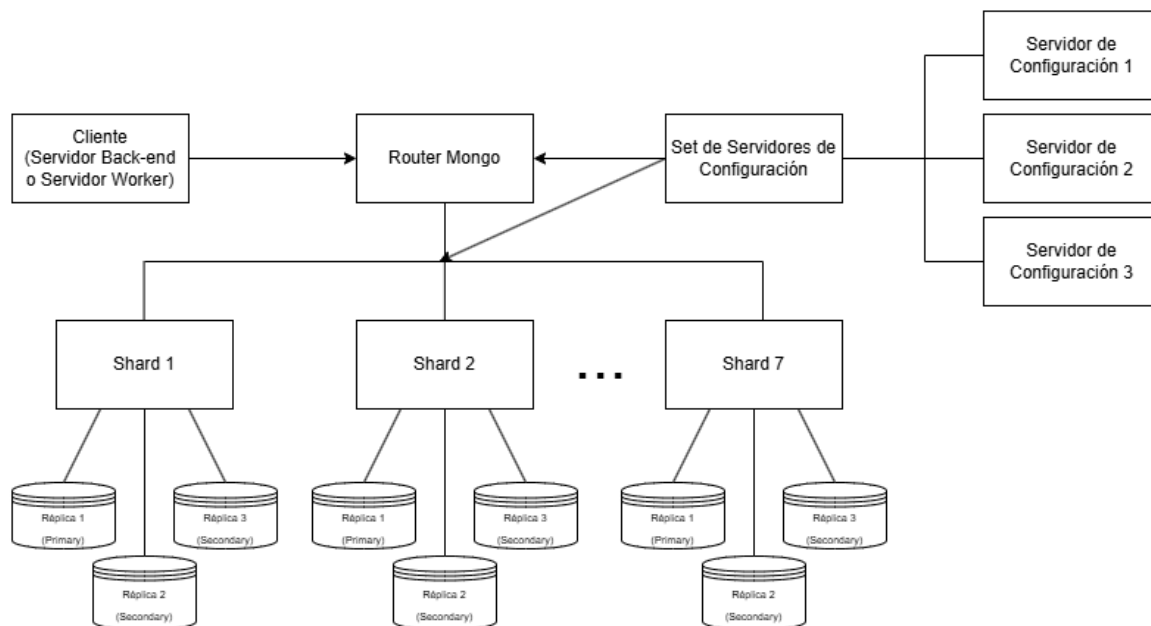 Servidor de
Configuración 1
Cliente
(Servidor Back-end
o Servidor Worker)
Router Mongo
Set de Servidores de
Configuración
Servidor de
Configuración 2
Servidor de
Configuración 3
Shard 1
Shard 2
...
Shard 7
Réplica 1
(Primary)
Réplica 3
(Secondary)
Réplica 2
(Secondary)
Réplica 1
(Primary)
Réplica 3
(Secondary)
Réplica 2
(Secondary)
Réplica 1
(Primary)
Réplica 3
(Secondary)
Réplica 2
(Secondary)